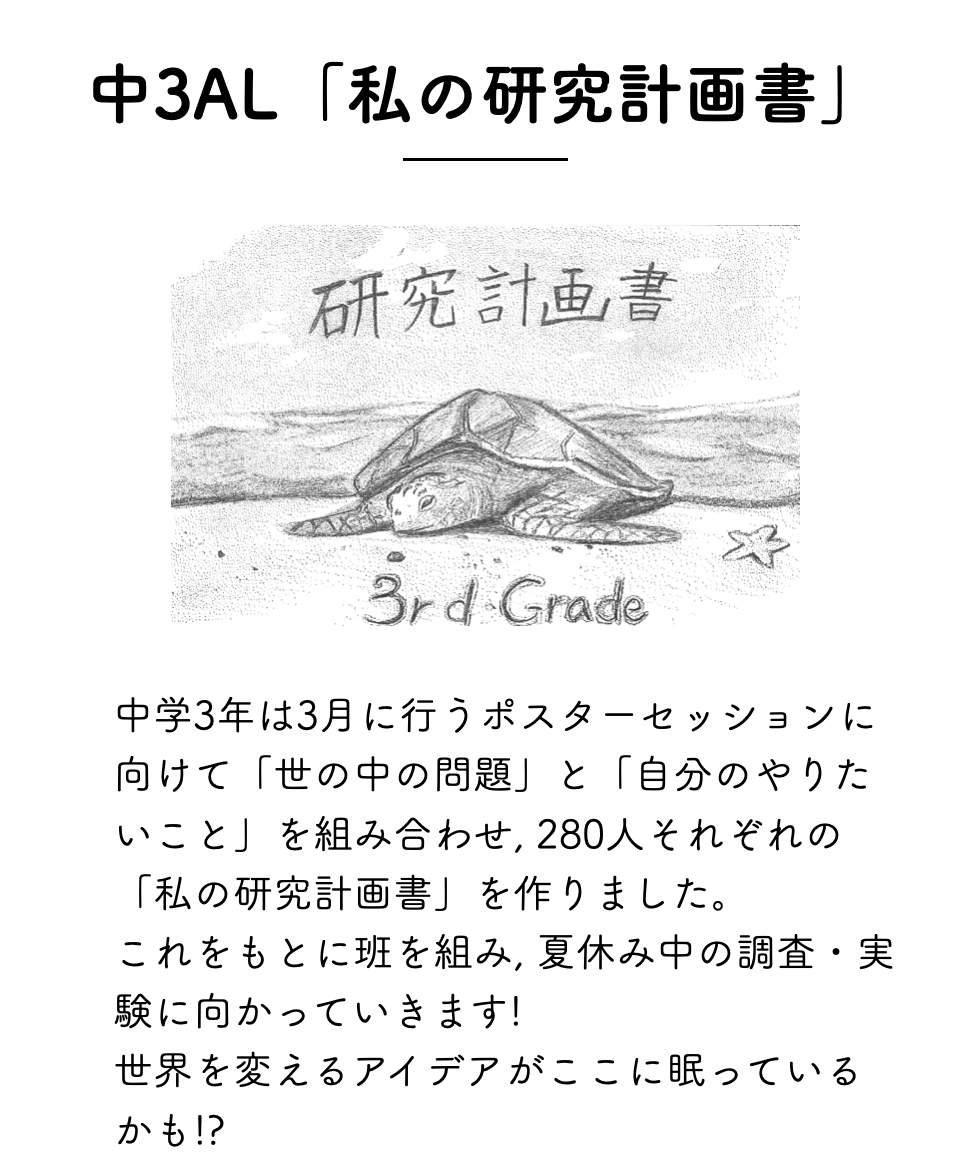 中3AL「私の研究計画書」
研究計画書
3rd Grade
中学3年は3月に行うポスターセッションに
向けて「世の中の問題」と「自分のやりた
いこと」を組み合わせ, 280人それぞれの
「私の研究計画書」を作りました。
これをもとに班を組み, 夏休み中の調査・実
験に向かっていきます!
世界を変えるアイデアがここに眠っている
かも!?